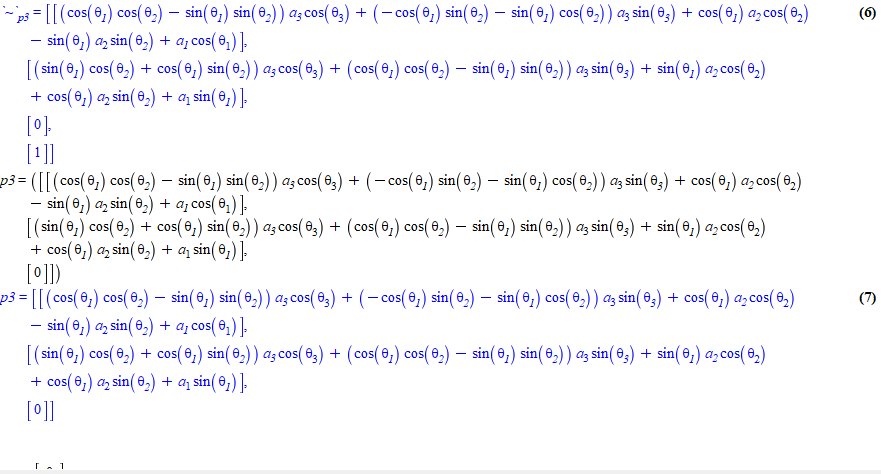 `~`p3 = [[(cos(θ1) cos(θ2) − sin(θ1) sin(θ2)) a3 cos(θ3) + (−cos(θ1) sin(θ2) − sin(θ1) cos(θ2)) a3 sin(θ3) + cos(θ1) a2 cos(θ2) (6)
− sin(θ1) a2 sin(θ2) + a1 cos(θ1)],
[(sin(θ1) cos(θ2) + cos(θ1) sin(θ2)) a3 cos(θ3) + (cos(θ1) cos(θ2) − sin(θ1) sin(θ2)) a3 sin(θ3) + sin(θ1) a2 cos(θ2)
+ cos(θ1) a2 sin(θ2) + a1 sin(θ1)],
[0],
[1]]
p3 = ([[(cos(θ1) cos(θ2) − sin(θ1) sin(θ2)) a3 cos(θ3) + (−cos(θ1) sin(θ2) − sin(θ1) cos(θ2)) a3 sin(θ3) + cos(θ1) a2 cos(θ2)
− sin(θ1) a2 sin(θ2) + a1 cos(θ1)],
[(sin(θ1) cos(θ2) + cos(θ1) sin(θ2)) a3 cos(θ3) + (cos(θ1) cos(θ2) − sin(θ1) sin(θ2)) a3 sin(θ3) + sin(θ1) a2 cos(θ2)
+ cos(θ1) a2 sin(θ2) + a1 sin(θ1)],
[0]])
p3 = [[(cos(θ1) cos(θ2) − sin(θ1) sin(θ2)) a3 cos(θ3) + (−cos(θ1) sin(θ2) − sin(θ1) cos(θ2)) a3 sin(θ3) + cos(θ1) a2 cos(θ2) (7)
− sin(θ1) a2 sin(θ2) + a1 cos(θ1)],
[(sin(θ1) cos(θ2) + cos(θ1) sin(θ2)) a3 cos(θ3) + (cos(θ1) cos(θ2) − sin(θ1) sin(θ2)) a3 sin(θ3) + sin(θ1) a2 cos(θ2)
+ cos(θ1) a2 sin(θ2) + a1 sin(θ1)],
[0]]